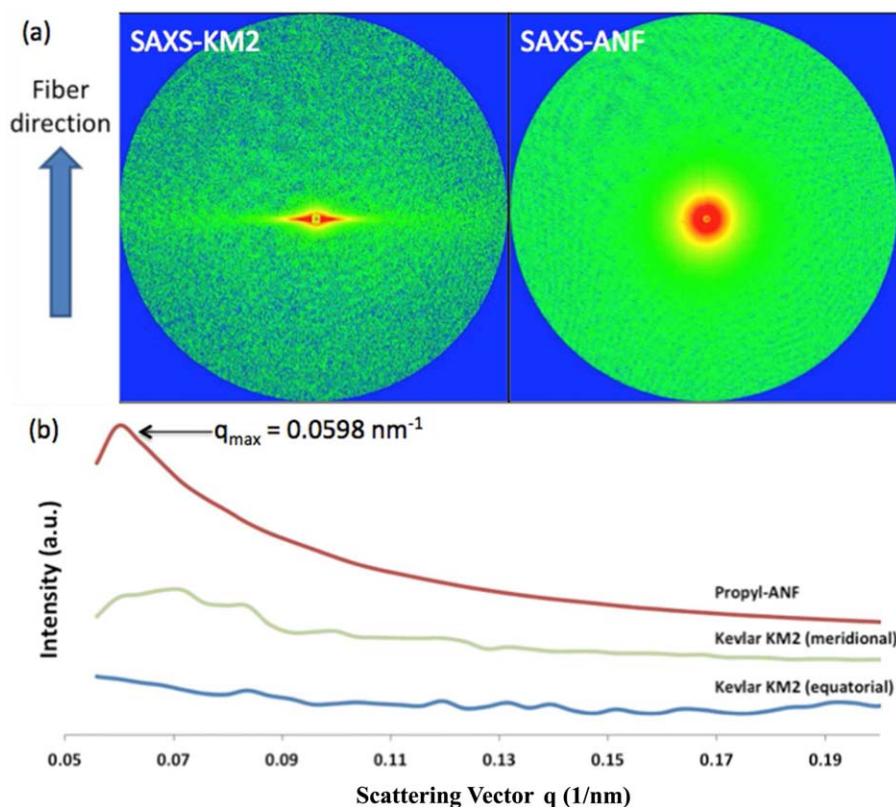 (a)
SAXS-KM2
SAXS-ANF
Fiber
direction
(b)
qmax = 0.0598 nm⁻¹
Intensity (a.u.)
Propyl-ANF
Kevlar KM2 (meridional)
Kevlar KM2 (equatorial)
0.05 0.07 0.09 0.11 0.13 0.15 0.17 0.19
Scattering Vector q (1/nm)